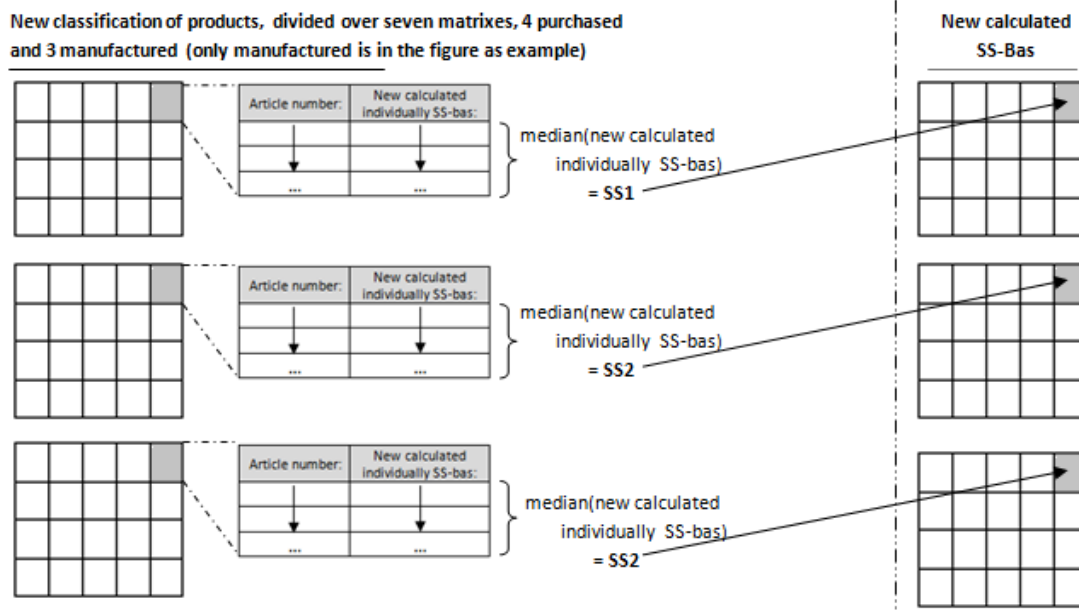 New classification of products, divided over seven matrixes, 4 purchased
and 3 manufactured (only manufactured is in the figure as example)
New calculated
SS-Bas
Article number:
New calculated
individually SS-bas:
...
...
median(new calculated
individually SS-bas)
= SS1
Article number:
New calculated
individually SS-bas:
...
...
median(new calculated
individually SS-bas)
= SS2
Article number:
New calculated
individually SS-bas:
...
...
median(new calculated
individually SS-bas)
= SS2